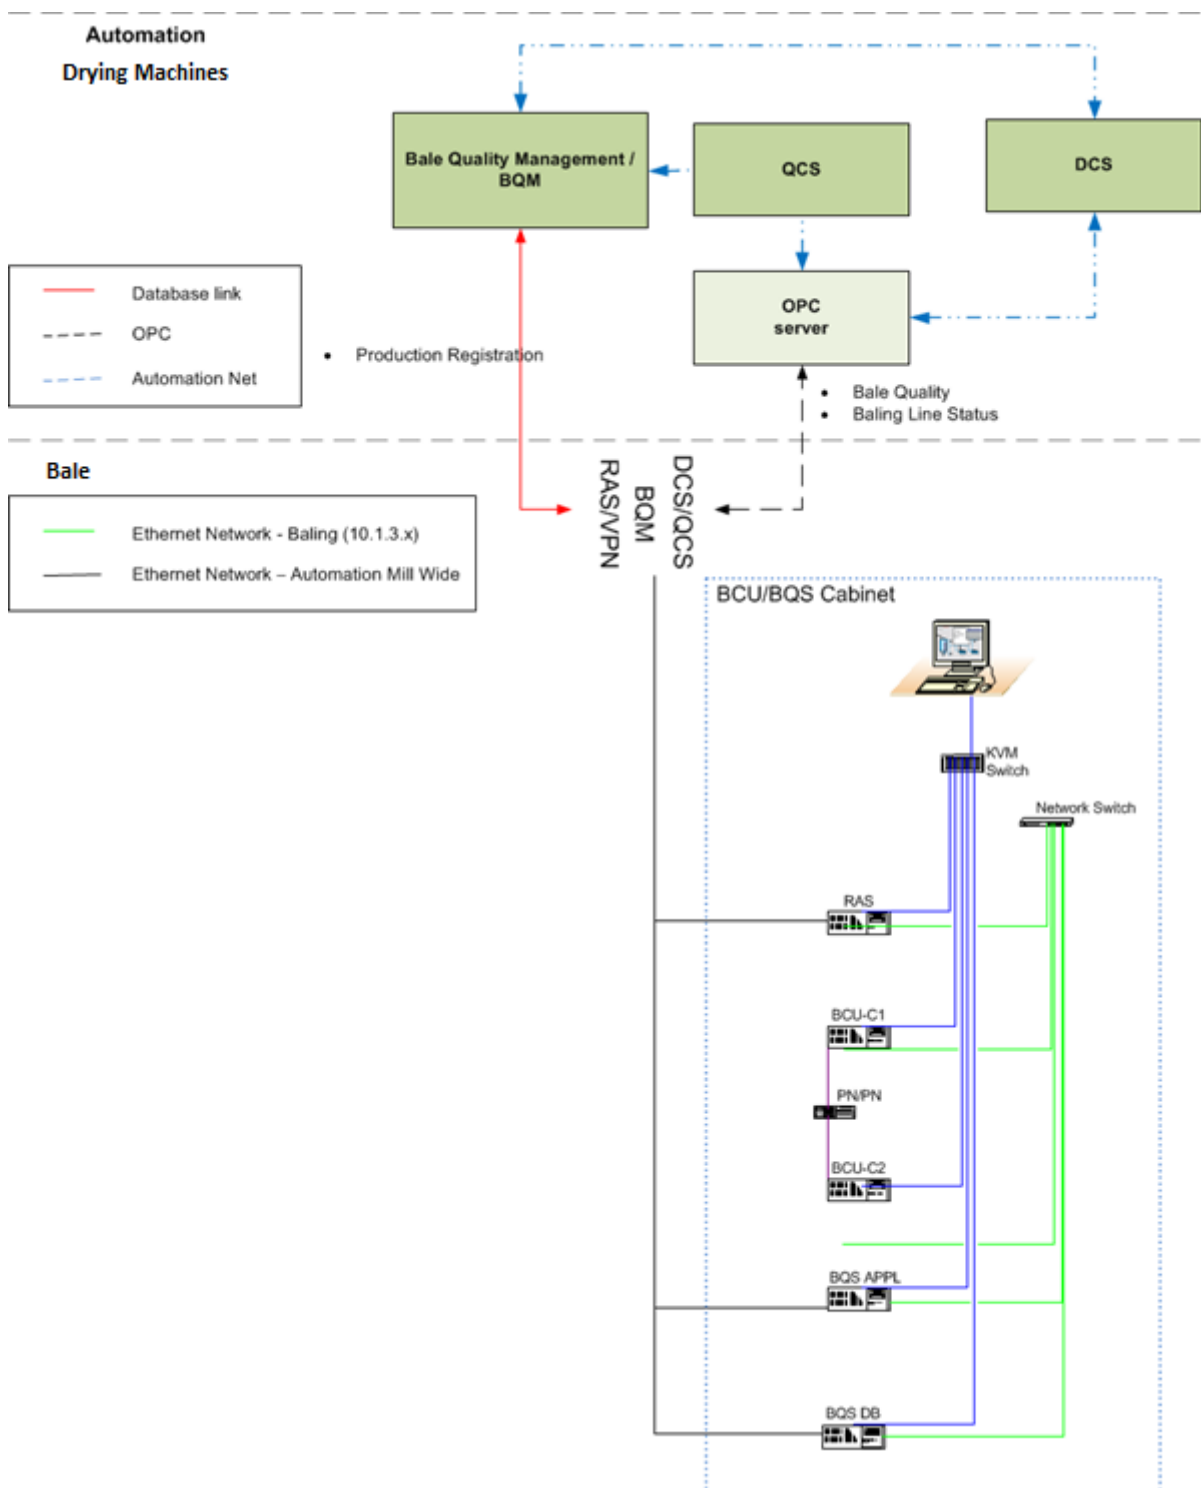 Automation
Drying Machines
Bale Quality Management /
BQM
QCS
DCS
OPC
server
Database link
OPC
Automation Net
• Production Registration
• Bale Quality
• Baling Line Status
Bale
Ethernet Network - Baling (10.1.3.x)
Ethernet Network – Automation Mill Wide
DCS/QCS
BQM
RAS/VPN
BCU/BQS Cabinet
KVM
Switch
Network Switch
RAS
BCU-C1
PN/PN
BCU-C2
BQS APPL
BQS DB